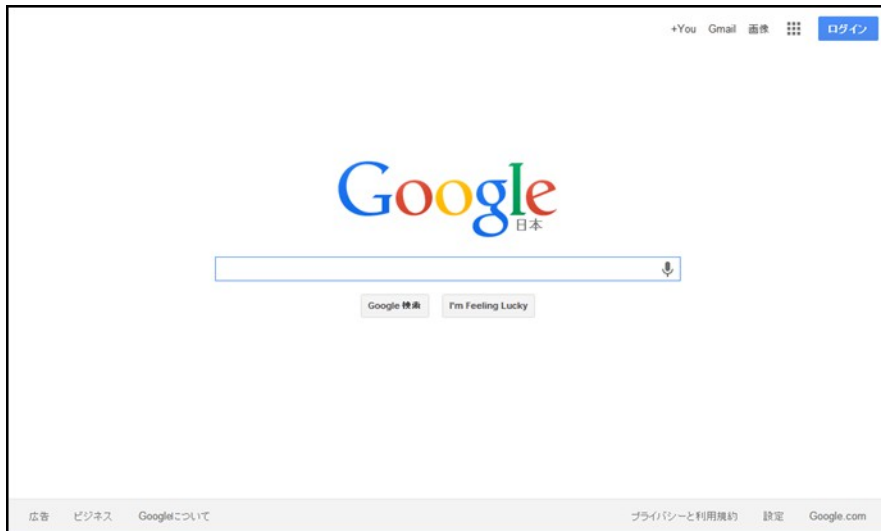 +You Gmail 画像 ログイン
Google
日本
Google 検索 I'm Feeling Lucky
広告 ビジネス Googleについて プライバシーと利用規約 設定 Google.com